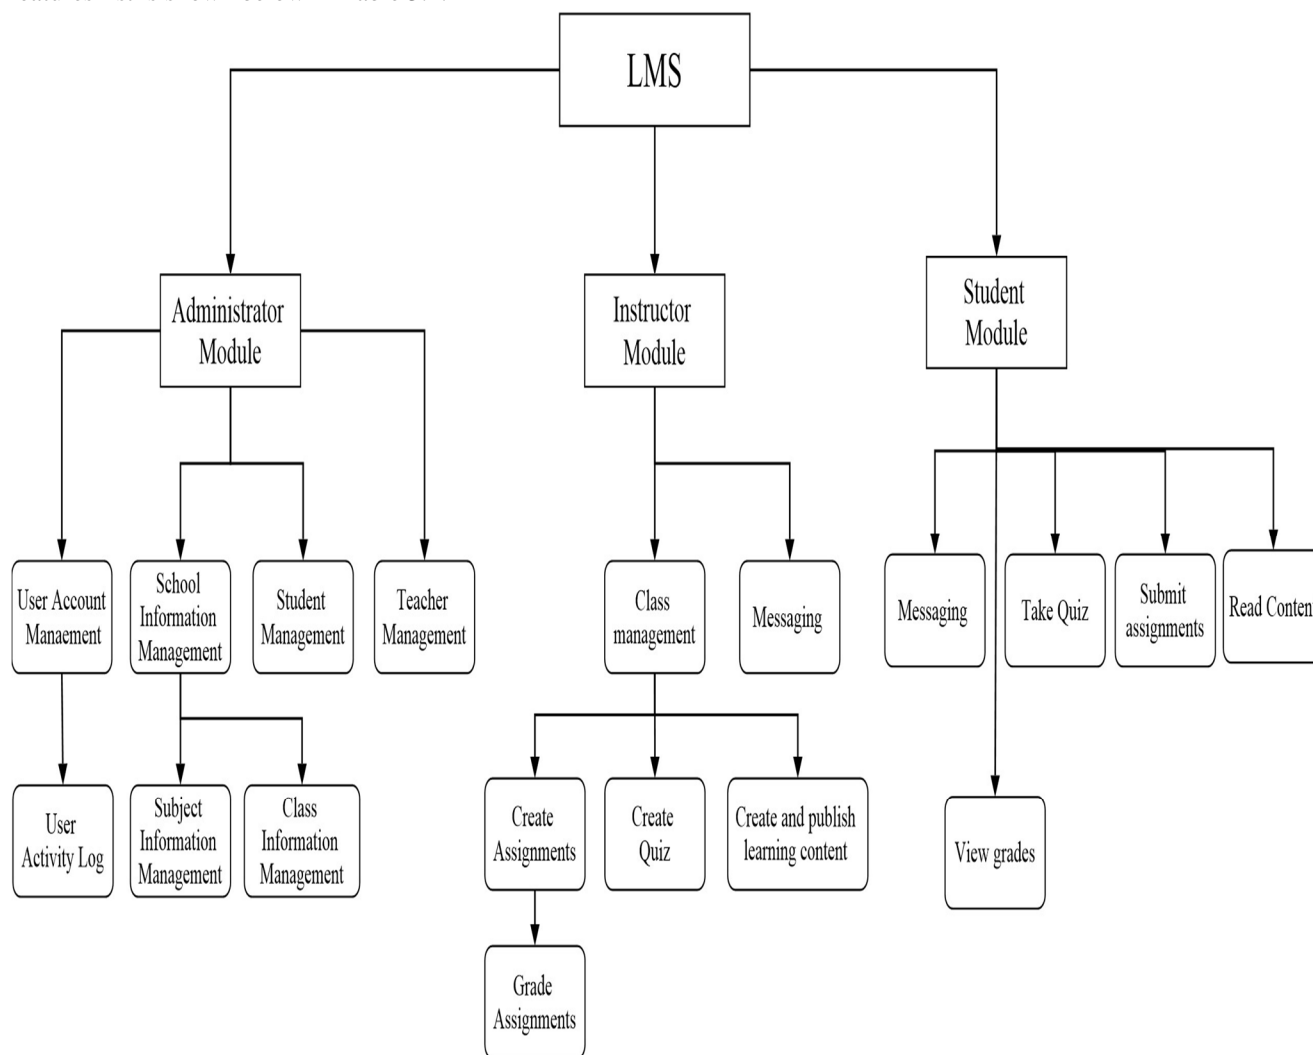 LMS
Administrator
Module
Instructor
Module
Student
Module
User Account
Manaement
School
Information
Management
Student
Management
Teacher
Management
Class
management
Messaging
Messaging
Take Quiz
Submit
assignments
Read Conten
User
Activity Log
Subject
Information
Management
Class
Information
Management
Create
Assignments
Create
Quiz
Create and publish
learning content
View grades
Grade
Assignments